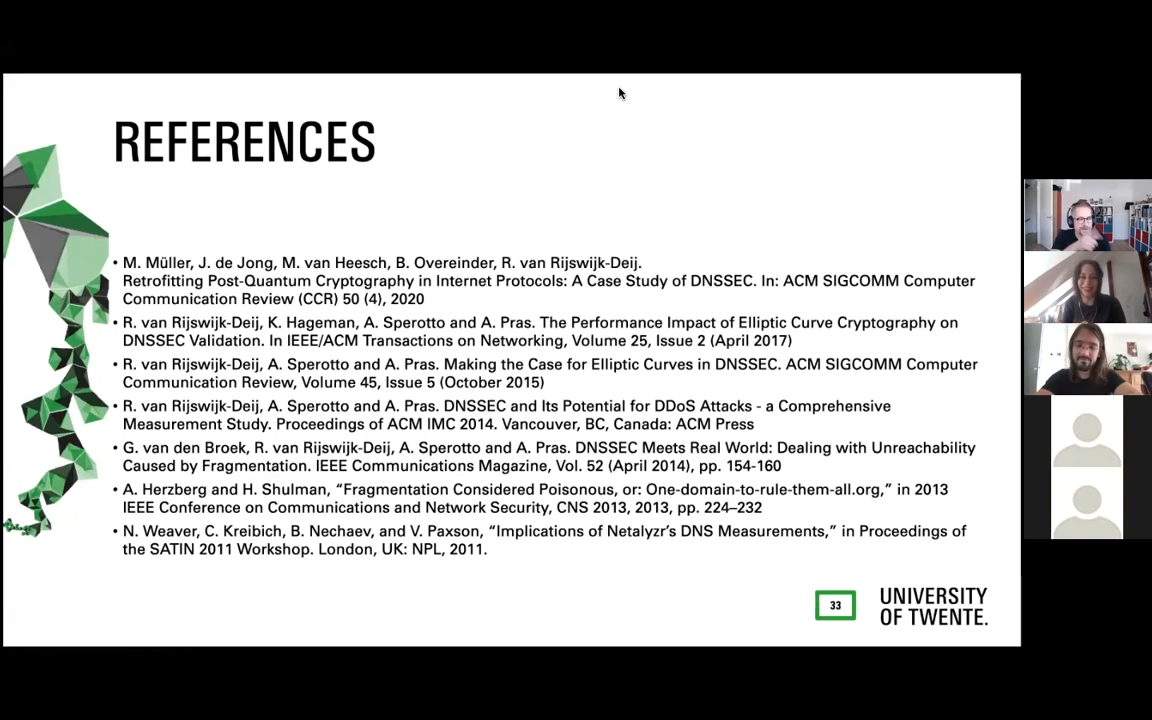 REFERENCES
• M. Müller, J. de Jong, M. van Heesch, B. Overeinder, R. van Rijswijk-Deij.
Retrofitting Post-Quantum Cryptography in Internet Protocols: A Case Study of DNSSEC. In: ACM SIGCOMM Computer
Communication Review (CCR) 50 (4), 2020
• R. van Rijswijk-Deij, K. Hageman, A. Sperotto and A. Pras. The Performance Impact of Elliptic Curve Cryptography on
DNSSEC Validation. In IEEE/ACM Transactions on Networking, Volume 25, Issue 2 (April 2017)
• R. van Rijswijk-Deij, A. Sperotto and A. Pras. Making the Case for Elliptic Curves in DNSSEC. ACM SIGCOMM Computer
Communication Review, Volume 45, Issue 5 (October 2015)
• R. van Rijswijk-Deij, A. Sperotto and A. Pras. DNSSEC and Its Potential for DDoS Attacks - a Comprehensive
Measurement Study. Proceedings of ACM IMC 2014. Vancouver, BC, Canada: ACM Press
• G. van den Broek, R. van Rijswijk-Deij, A. Sperotto and A. Pras. DNSSEC Meets Real World: Dealing with Unreachability
Caused by Fragmentation. IEEE Communications Magazine, Vol. 52 (April 2014), pp. 154-160
• A. Herzberg and H. Shulman, “Fragmentation Considered Poisonous, or: One-domain-to-rule-them-all.org,” in 2013
IEEE Conference on Communications and Network Security, CNS 2013, 2013, pp. 224–232
• N. Weaver, C. Kreibich, B. Nechaev, and V. Paxson, “Implications of Netalyzr’s DNS Measurements,” in Proceedings of
the SATIN 2011 Workshop. London, UK: NPL, 2011.
33
UNIVERSITY
OF TWENTE.